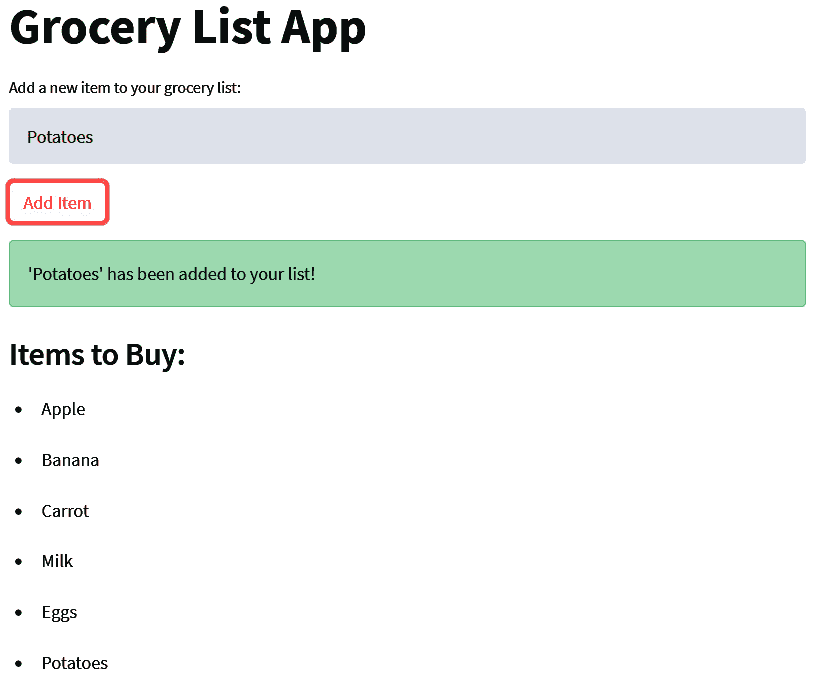 Grocery List App
Add a new item to your grocery list:
Potatoes
Add Item
'Potatoes' has been added to your list!
Items to Buy:
Apple
Banana
Carrot
Milk
Eggs
Potatoes